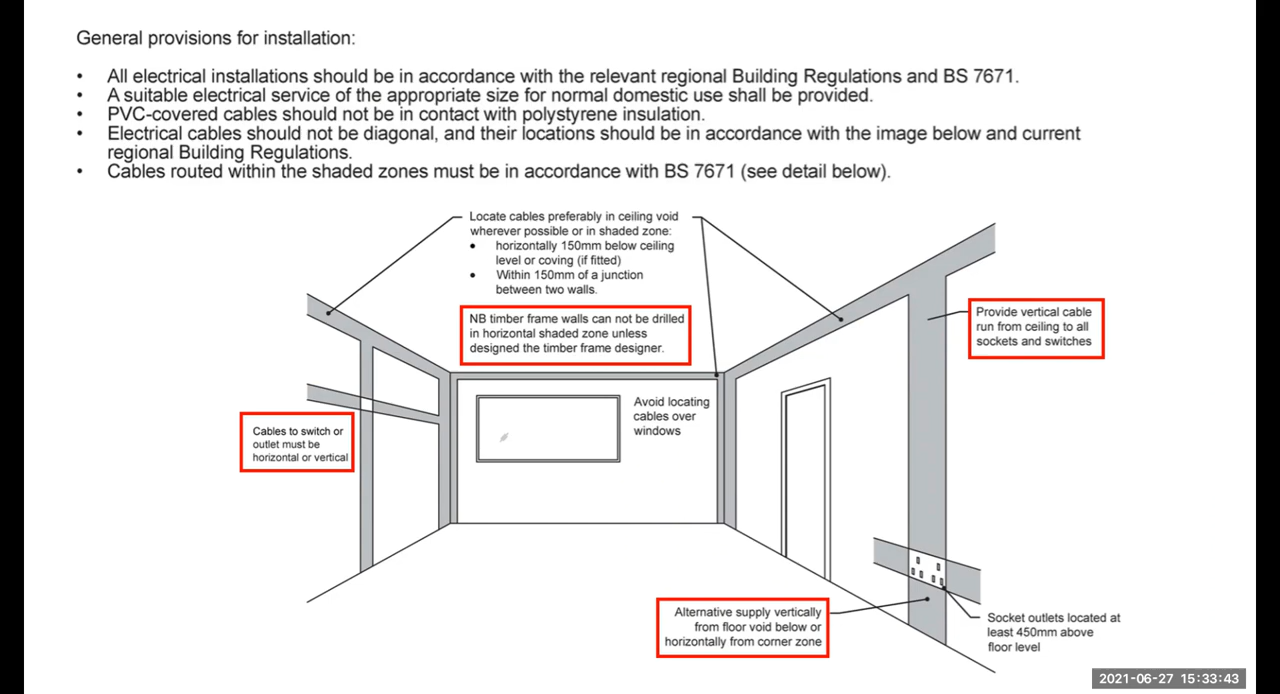 General provisions for installation:
• All electrical installations should be in accordance with the relevant regional Building Regulations and BS 7671.
• A suitable electrical service of the appropriate size for normal domestic use shall be provided.
• PVC-covered cables should not be in contact with polystyrene insulation.
• Electrical cables should not be diagonal, and their locations should be in accordance with the image below and current
regional Building Regulations.
• Cables routed within the shaded zones must be in accordance with BS 7671 (see detail below).
Locate cables preferably in ceiling void
wherever possible or in shaded zone:
• horizontally 150mm below ceiling
level or coving (if fitted)
• Within 150mm of a junction
between two walls.
NB timber frame walls can not be drilled
in horizontal shaded zone unless
designed the timber frame designer.
Provide vertical cable
run from ceiling to all
sockets and switches
Avoid locating
cables over
windows
Cables to switch or
outlet must be
horizontal or vertical
Alternative supply vertically
from floor void below or
horizontally from corner zone
Socket outlets located at
least 450mm above
floor level
2021-06-27 15:33:43